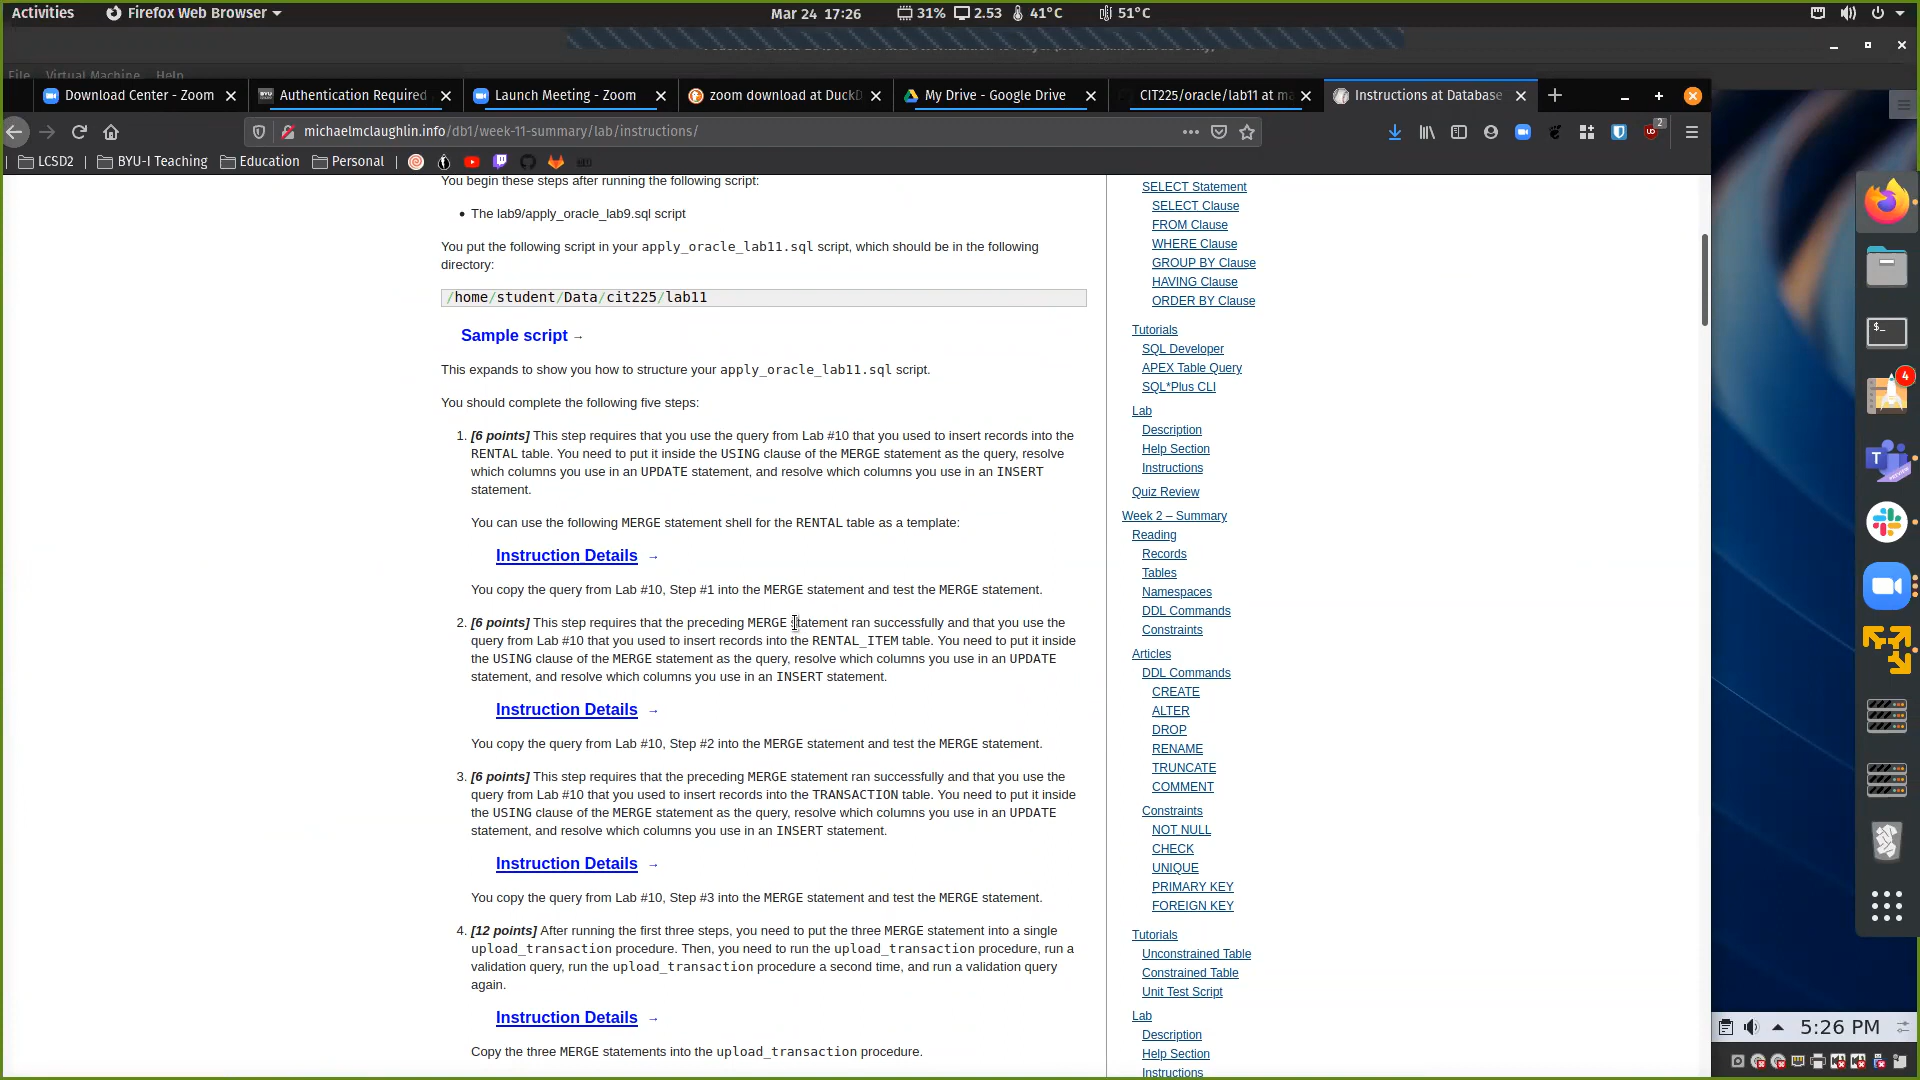 Activities
Firefox Web Browser
Mar 24 17:26
31%
2.53
41°C
51°C
File Virtual Machine Help
Download Center - Zoom
Authentication Required
Launch Meeting - Zoom
zoom download at DuckD
My Drive - Google Drive
CIT225/oracle/lab11 at ma
Instructions at Database
michaelmclaughlin.info/db1/week-11-summary/lab/instructions/
2
LCSD2
BYU-I Teaching
Education
Personal
You begin these steps after running the following script:
• The lab9/apply_oracle_lab9.sql script
You put the following script in your apply_oracle_lab11.sql script, which should be in the following
directory:
/home/student/Data/cit225/lab11
Sample script →
This expands to show you how to structure your apply_oracle_lab11.sql script.
You should complete the following five steps:
1. [6 points] This step requires that you use the query from Lab #10 that you used to insert records into the
RENTAL table. You need to put it inside the USING clause of the MERGE statement as the query, resolve
which columns you use in an UPDATE statement, and resolve which columns you use in an INSERT
statement.
You can use the following MERGE statement shell for the RENTAL table as a template:
Instruction Details →
You copy the query from Lab #10, Step #1 into the MERGE statement and test the MERGE statement.
2. [6 points] This step requires that the preceding MERGE statement ran successfully and that you use the
query from Lab #10 that you used to insert records into the RENTAL_ITEM table. You need to put it inside
the USING clause of the MERGE statement as the query, resolve which columns you use in an UPDATE
statement, and resolve which columns you use in an INSERT statement.
Instruction Details →
You copy the query from Lab #10, Step #2 into the MERGE statement and test the MERGE statement.
3. [6 points] This step requires that the preceding MERGE statement ran successfully and that you use the
query from Lab #10 that you used to insert records into the TRANSACTION table. You need to put it inside
the USING clause of the MERGE statement as the query, resolve which columns you use in an UPDATE
statement, and resolve which columns you use in an INSERT statement.
Instruction Details →
You copy the query from Lab #10, Step #3 into the MERGE statement and test the MERGE statement.
4. [12 points] After running the first three steps, you need to put the three MERGE statement into a single
upload_transaction procedure. Then, you need to run the upload_transaction procedure, run a
validation query, run the upload_transaction procedure a second time, and run a validation query
again.
Instruction Details →
Copy the three MERGE statements into the upload_transaction procedure.
SELECT Statement
SELECT Clause
FROM Clause
WHERE Clause
GROUP BY Clause
HAVING Clause
ORDER BY Clause
Tutorials
SQL Developer
APEX Table Query
SQL*Plus CLI
Lab
Description
Help Section
Instructions
Quiz Review
Week 2 – Summary
Reading
Records
Tables
Namespaces
DDL Commands
Constraints
Articles
DDL Commands
CREATE
ALTER
DROP
RENAME
TRUNCATE
COMMENT
Constraints
NOT NULL
CHECK
UNIQUE
PRIMARY KEY
FOREIGN KEY
Tutorials
Unconstrained Table
Constrained Table
Unit Test Script
Lab
Description
Help Section
Instructions
4
5:26 PM